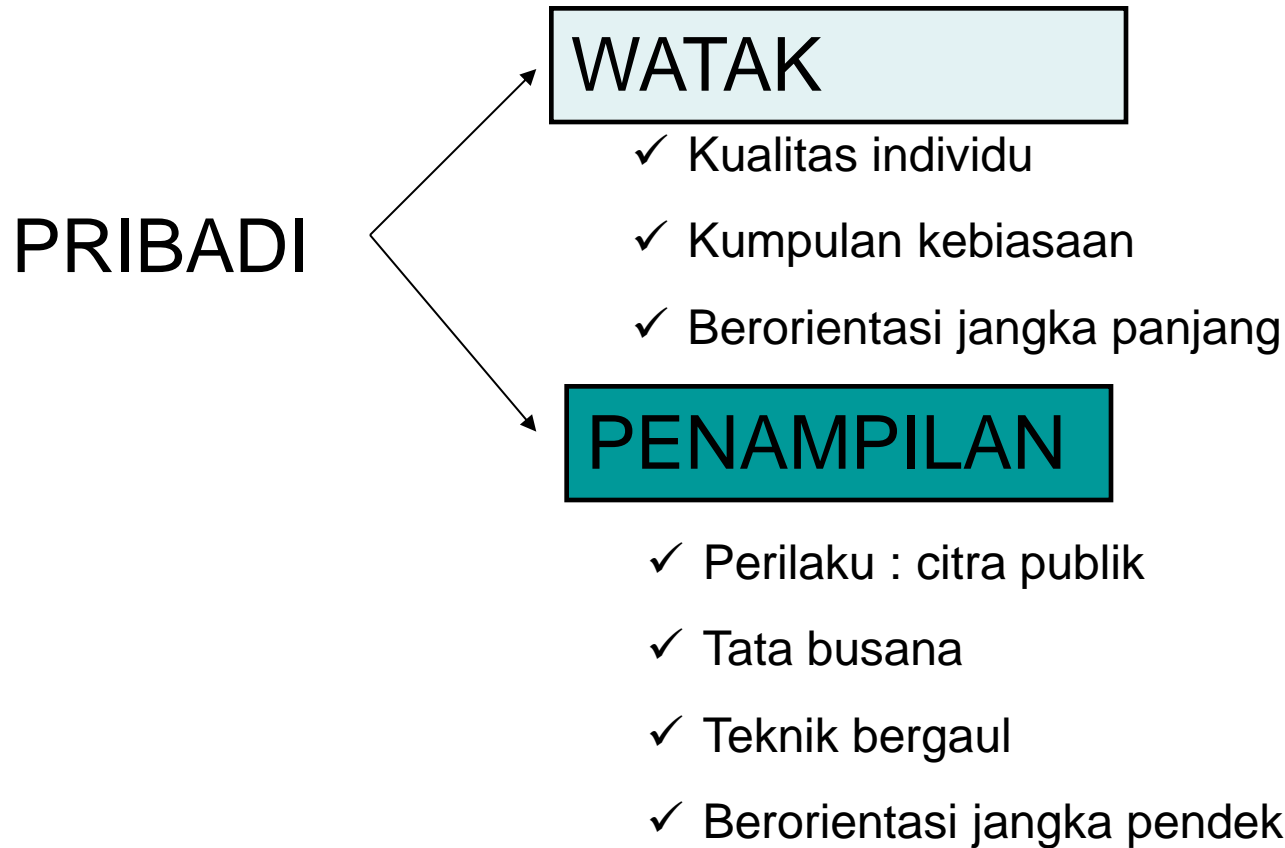 PRIBADI
WATAK
✓ Kualitas individu
✓ Kumpulan kebiasaan
✓ Berorientasi jangka panjang
PENAMPILAN
✓ Perilaku : citra publik
✓ Tata busana
✓ Teknik bergaul
✓ Berorientasi jangka pendek